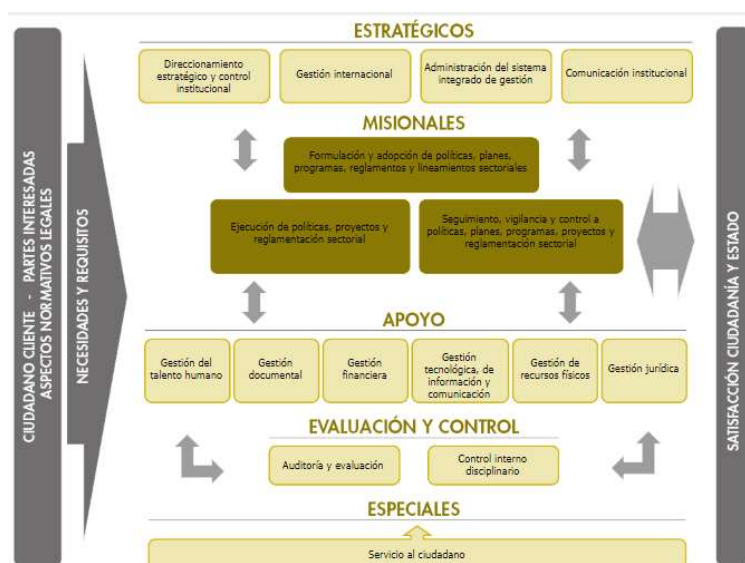 ESTRATÉGICOS
Direccionamiento
estratégico y control
institucional
Gestión internacional
Administración del sistema
integrado de gestión
Comunicación institucional
MISIONALES
Formulación y adopción de políticas, planes,
programas, reglamentos y lineamientos sectoriales
Ejecución de políticas, proyectos y
reglamentación sectorial
Seguimiento, vigilancia y control a
políticas, planes, programas, proyectos y
reglamentación sectorial
APOYO
Gestión del
talento humano
Gestión
documental
Gestión
financiera
Gestión
tecnológica, de
información y
comunicación
Gestión de
recursos físicos
Gestión jurídica
EVALUACIÓN Y CONTROL
Auditoría y evaluación
Control interno
disciplinario
ESPECIALES
Servicio al ciudadano
CIUDADANO CLIENTE - PARTES INTERESADAS
ASPECTOS NORMATIVOS LEGALES
NECESIDADES Y REQUISITOS
SATISFACCIÓN CIUDADANÍA Y ESTADO